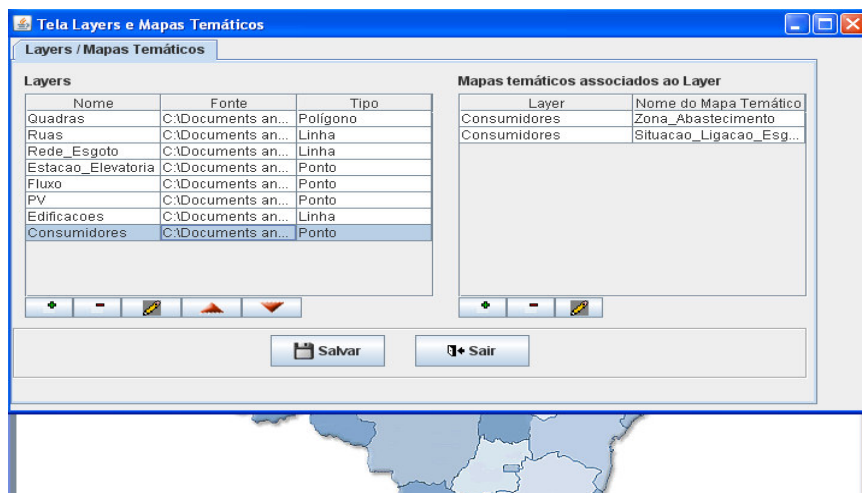 Tela Layers e Mapas Temáticos
Layers / Mapas Temáticos
Layers
Nome Fonte Tipo
Quadras C:\Documents an... Polígono
Ruas C:\Documents an... Linha
Rede_Esgoto C:\Documents an... Linha
Estacao_Elevatoria C:\Documents an... Ponto
Fluxo C:\Documents an... Ponto
PV C:\Documents an... Ponto
Edificacoes C:\Documents an... Linha
Consumidores C:\Documents an... Ponto
Mapas temáticos associados ao Layer
Layer Nome do Mapa Temático
Consumidores Zona_Abastecimento
Consumidores Situacao_Ligacao_Esg...
Salvar
Sair